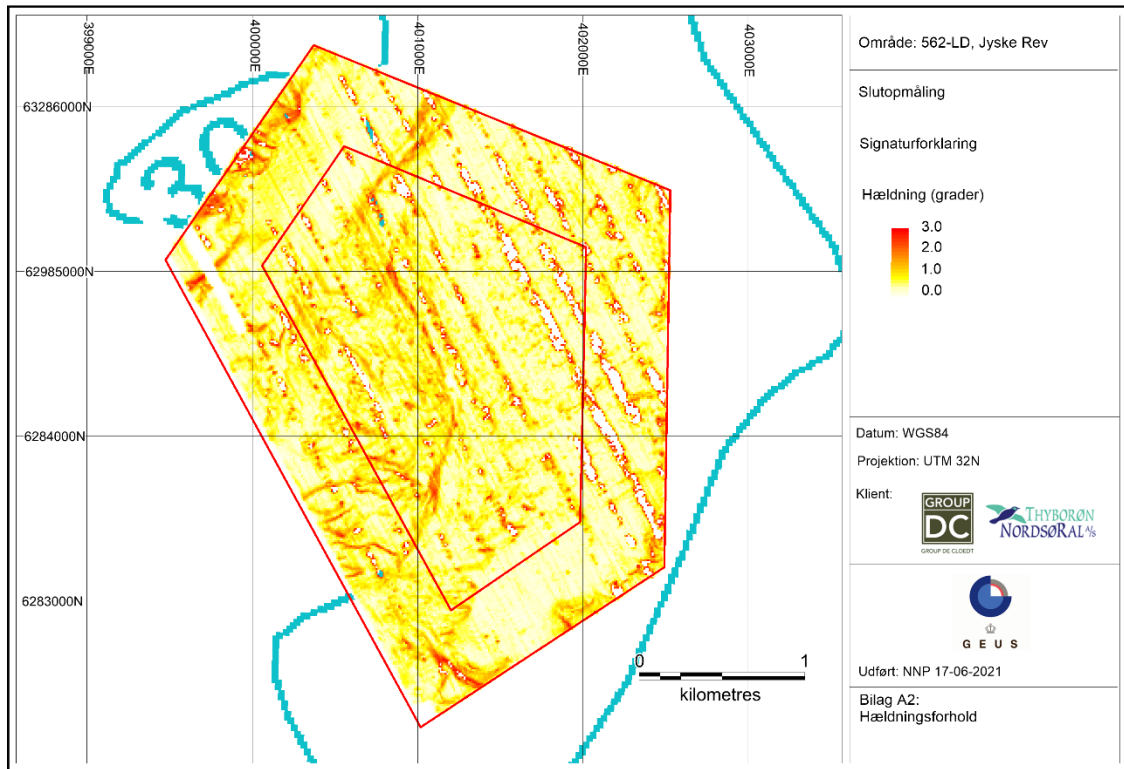 399000E
400000E
401000E
402000E
403000E
63286000N
62985000N
6284000N
6283000N
30
0
1
kilometres
Område: 562-LD, Jyske Rev
Slutopmåling
Signaturforklaring
Hældning (grader)
3.0
2.0
1.0
0.0
Datum: WGS84
Projektion: UTM 32N
Klient:
GROUP
DC
GROUP DE CLOEDT
THYBORØN
NORDSØRAL A/S
GEUS
Udført: NNP 17-06-2021
Bilag A2:
Hældningsforhold